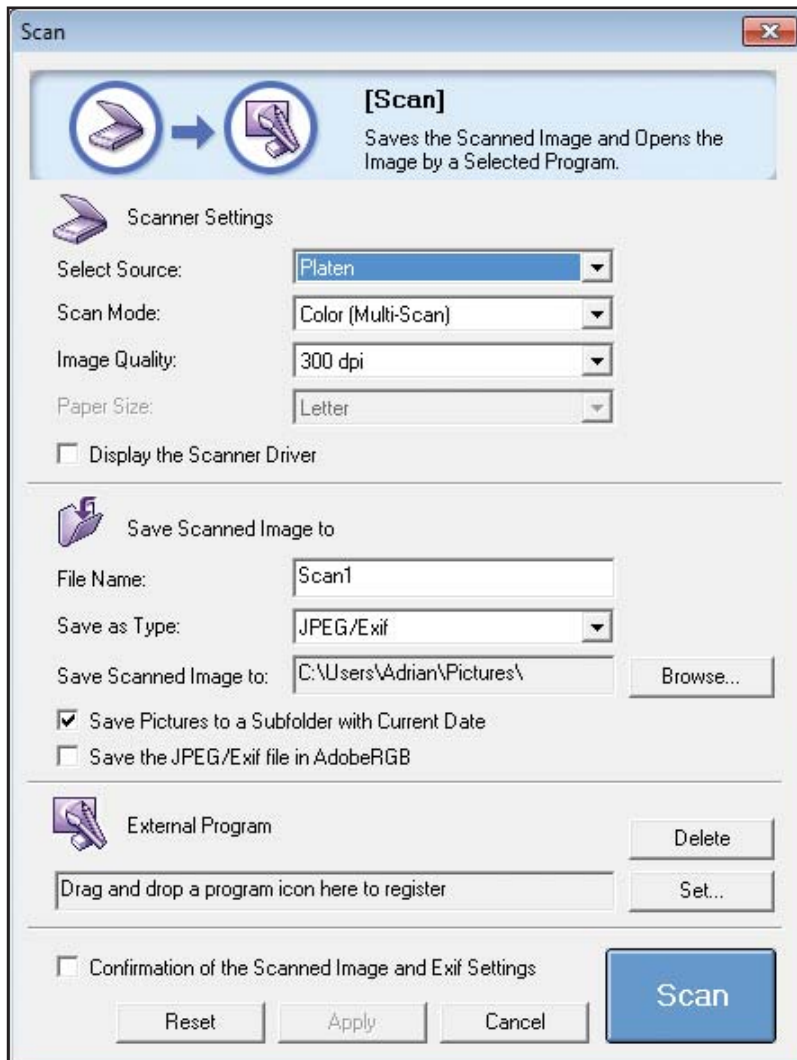 Scan
[Scan]
Saves the Scanned Image and Opens the
Image by a Selected Program.
Scanner Settings
Select Source: Platen
Scan Mode: Color (Multi-Scan)
Image Quality: 300 dpi
Paper Size: Letter
Display the Scanner Driver
Save Scanned Image to
File Name: Scan1
Save as Type: JPEG/Exif
Save Scanned Image to: C:\Users\Adrian\Pictures\ Browse...
Save Pictures to a Subfolder with Current Date
Save the JPEG/Exif file in AdobeRGB
External Program
Delete
Drag and drop a program icon here to register Set...
Confirmation of the Scanned Image and Exif Settings
Scan
Reset Apply Cancel